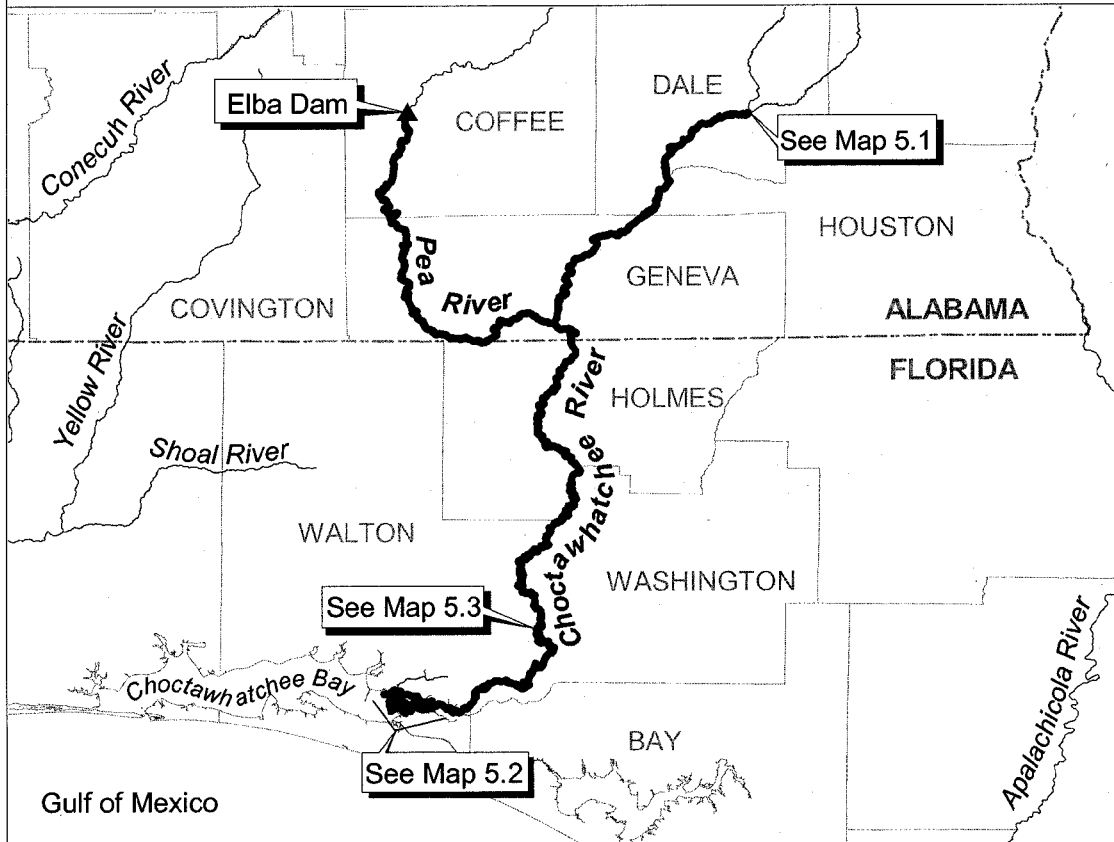 Conecuh River
Elba Dam
COFFEE
DALE
See Map 5.1
HOUSTON
Pea
River
GENEVA
COVINGTON
ALABAMA
FLORIDA
Yellow River
HOLMES
Shoal River
Choctawhatchee River
WALTON
WASHINGTON
See Map 5.3
Choctawhatchee Bay
BAY
See Map 5.2
Apalachicola River
Gulf of Mexico